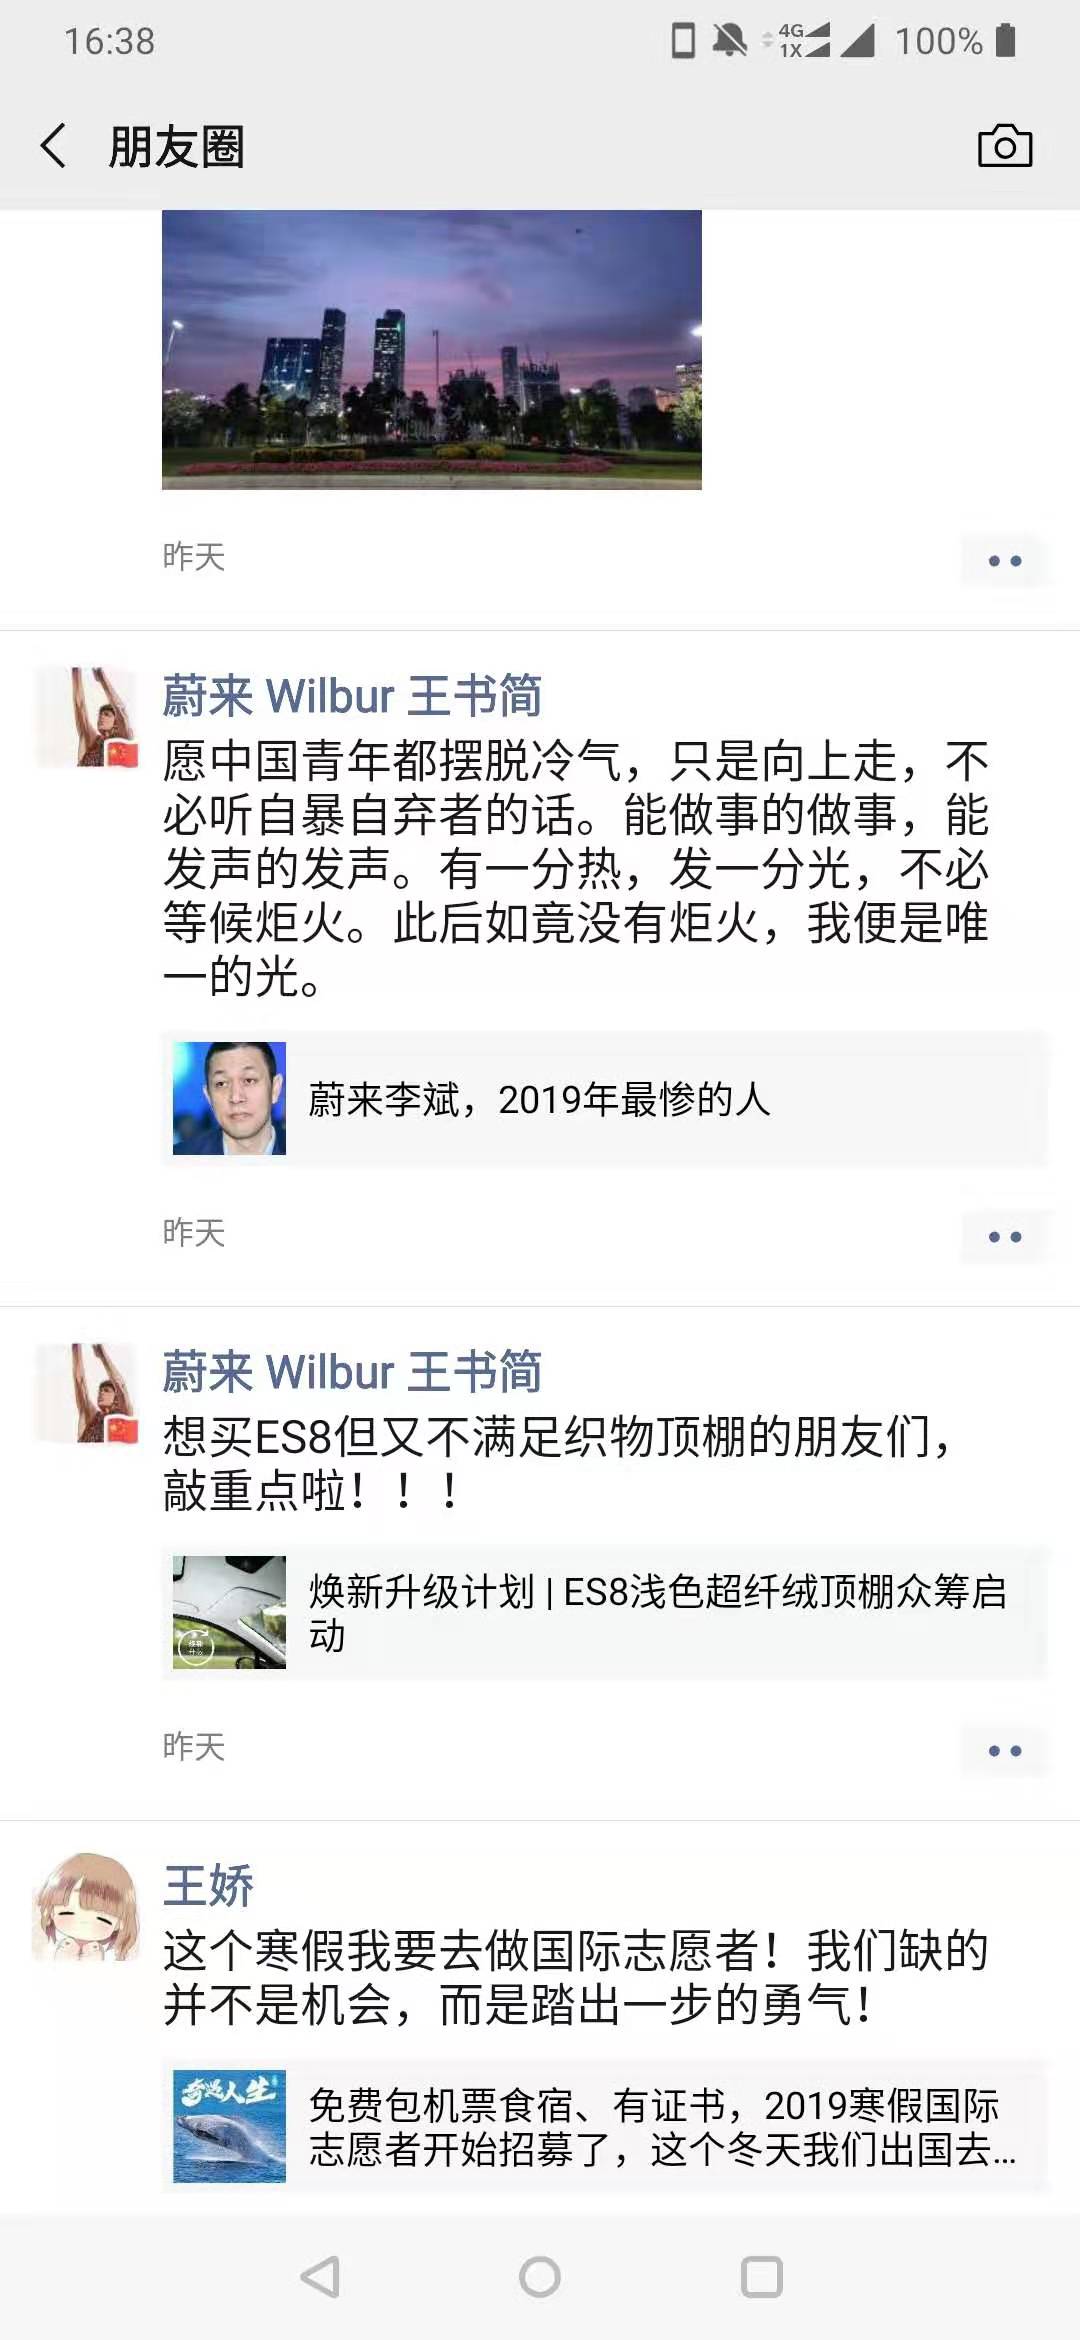 16:38
4G
1X
100%
朋友圈
昨天
蔚来 Wilbur 王书简
愿中国青年都摆脱冷气，只是向上走，不
必听自暴自弃者的话。能做事的做事，能
发声的发声。有一分热，发一分光，不必
等候炬火。此后如竟没有炬火，我便是唯
一的光。
蔚来李斌，2019年最惨的人
昨天
蔚来 Wilbur 王书简
想买ES8但又不满足织物顶棚的朋友们，
敲重点啦！！！
焕新升级计划 | ES8浅色超纤绒顶棚众筹启
动
昨天
王娇
这个寒假我要去做国际志愿者！我们缺的
并不是机会，而是踏出一步的勇气！
奇遇人生
免费包机票食宿、有证书，2019寒假国际
志愿者开始招募了，这个冬天我们出国去...